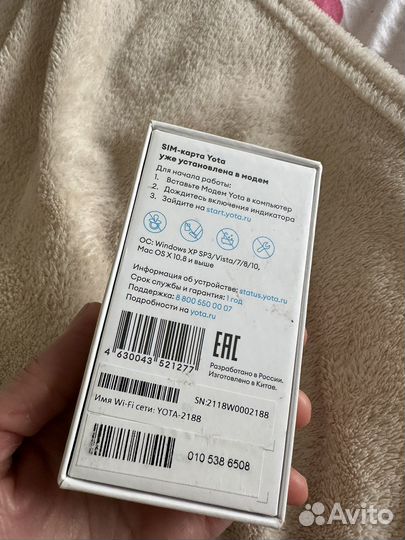 SIM-карта Yota
уже установлена в модем
Для начала работы:
1. Вставьте Модем Yota в компьютер
2. Дождитесь включения индикатора
3. Зайдите на start.yota.ru
ОС: Windows XP SP3/Vista/7/8/10,
Mac OS X 10.8 и выше
Информация об устройстве: status.yota.ru
Срок службы и гарантия: 1 год
Поддержка: 8 800 550 00 07
Подробности на yota.ru
4 630043 521277
EAC
Разработано в России.
Изготовлено в Китае.
SN:2118W0002188
Имя Wi-Fi сети: YOTA-2188
010 538 6508
Avito